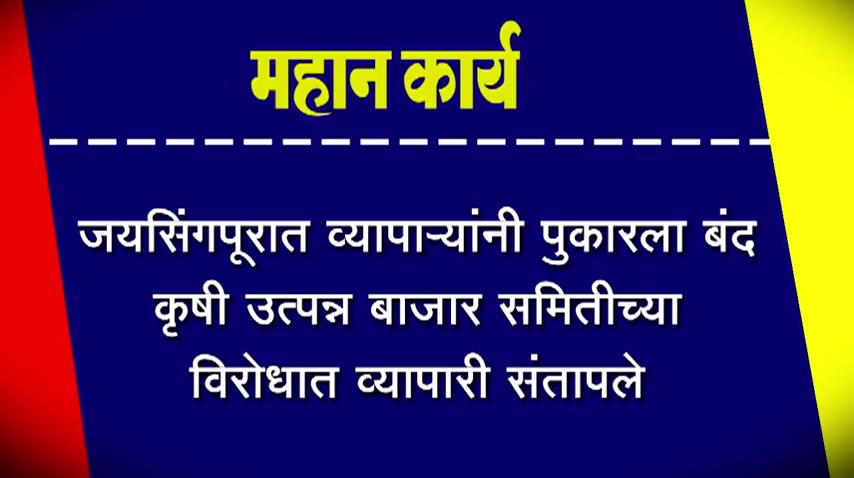 महान कार्य
जयसिंगपूरात व्यापाऱ्यांनी पुकारला बंद
कृषी उत्पन्न बाजार समितीच्या
विरोधात व्यापारी संतापले